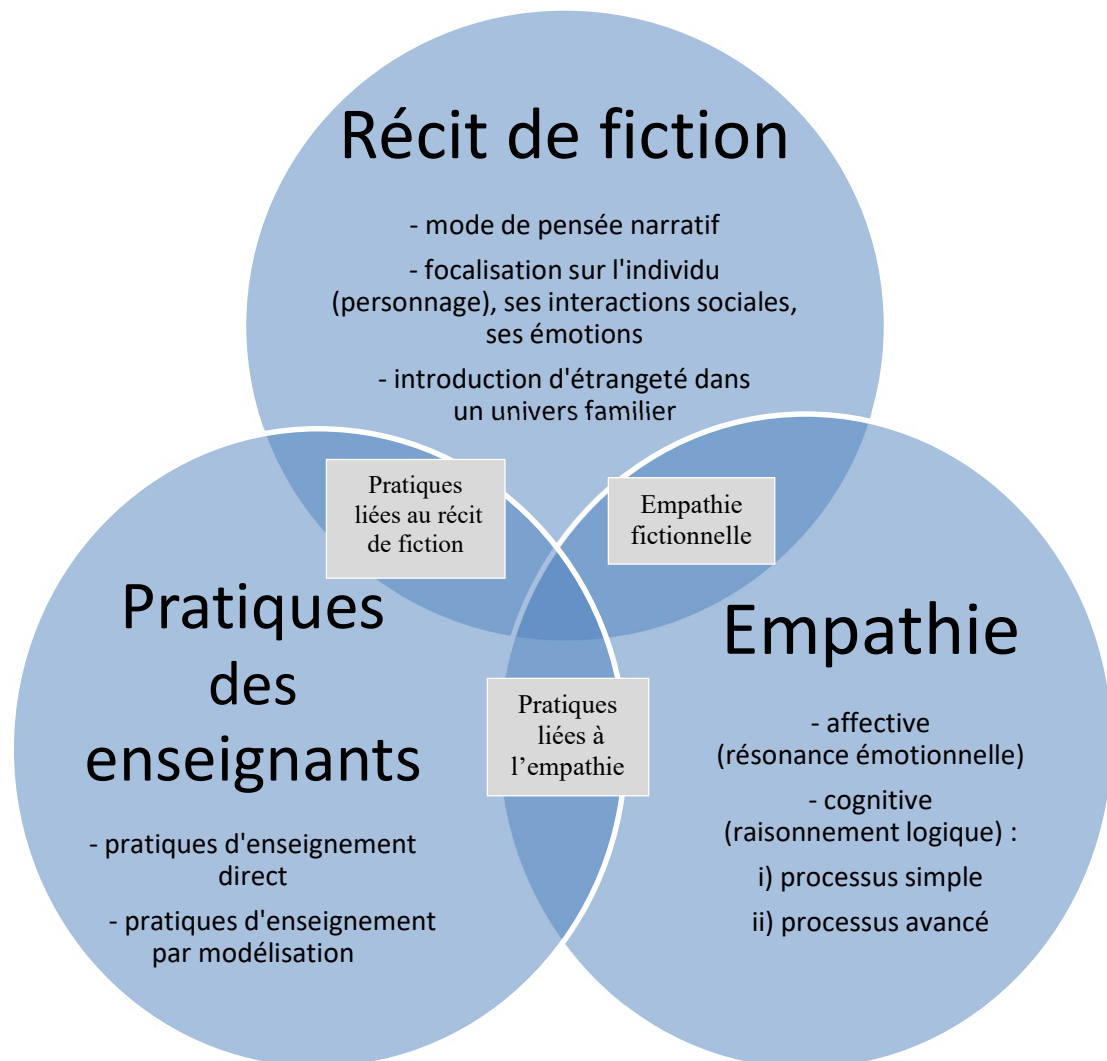 Récit de fiction
- mode de pensée narratif
- focalisation sur l'individu
(personnage), ses interactions sociales,
ses émotions
- introduction d'étrangeté dans
un univers familier
Pratiques
liées au récit
de fiction
Empathie
fictionnelle
Pratiques
des
enseignants
- pratiques d'enseignement
direct
- pratiques d'enseignement
par modélisation
Pratiques
liées à
l’empathie
Empathie
- affective
(résonance émotionnelle)
- cognitive
(raisonnement logique) :
i) processus simple
ii) processus avancé